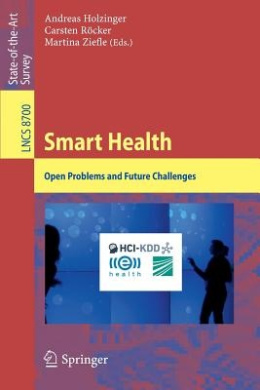 Andreas Holzinger
Carsten Röcker
Martina Ziefle (Eds.)
State-of-the-Art
Survey
LNCS 8700
Smart Health
Open Problems and Future Challenges
HCI-KDD
(e)
health
Springer